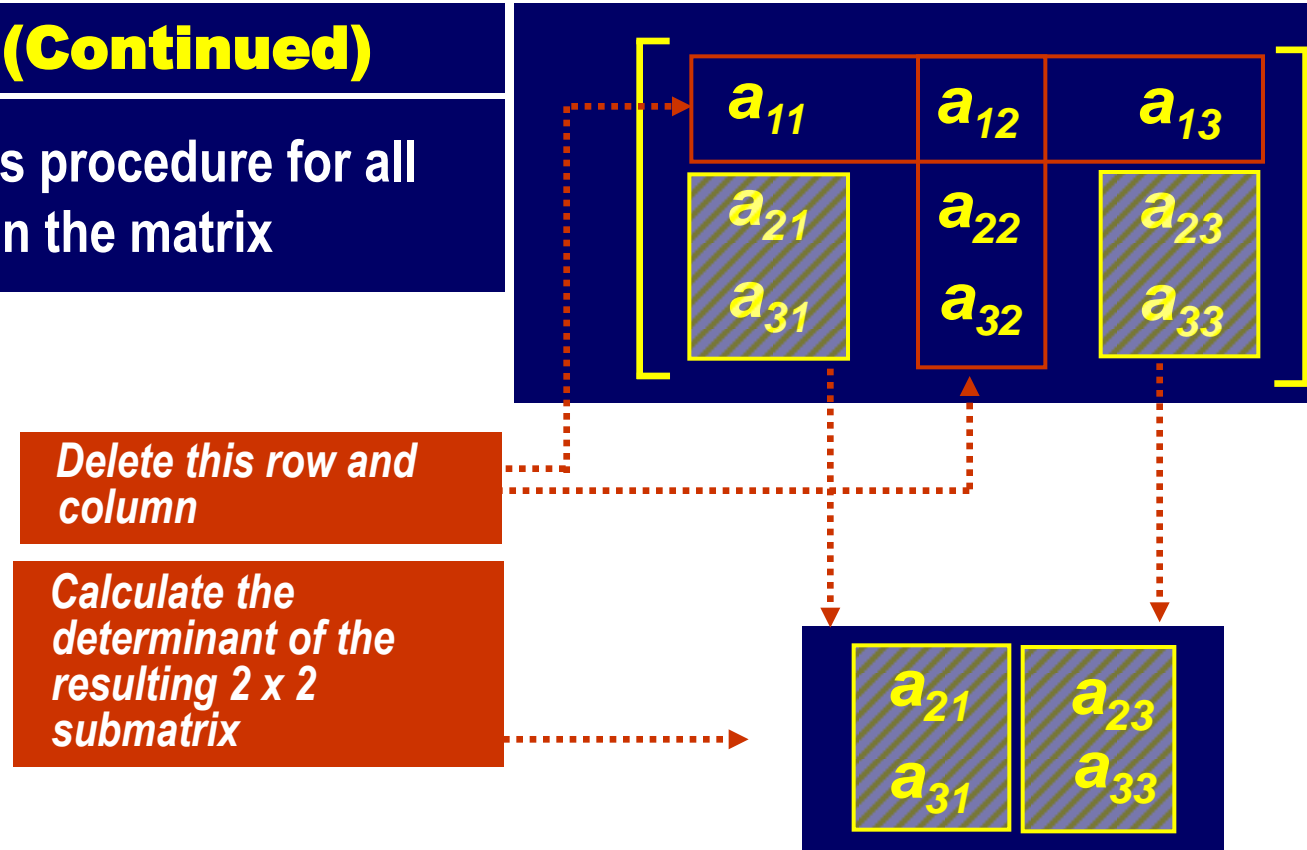 (Continued)
s procedure for all
n the matrix
a11 a12 a13
a21 a22 a23
a31 a32 a33
Delete this row and
column
Calculate the
determinant of the
resulting 2 x 2
submatrix
a21 a23
a31 a33